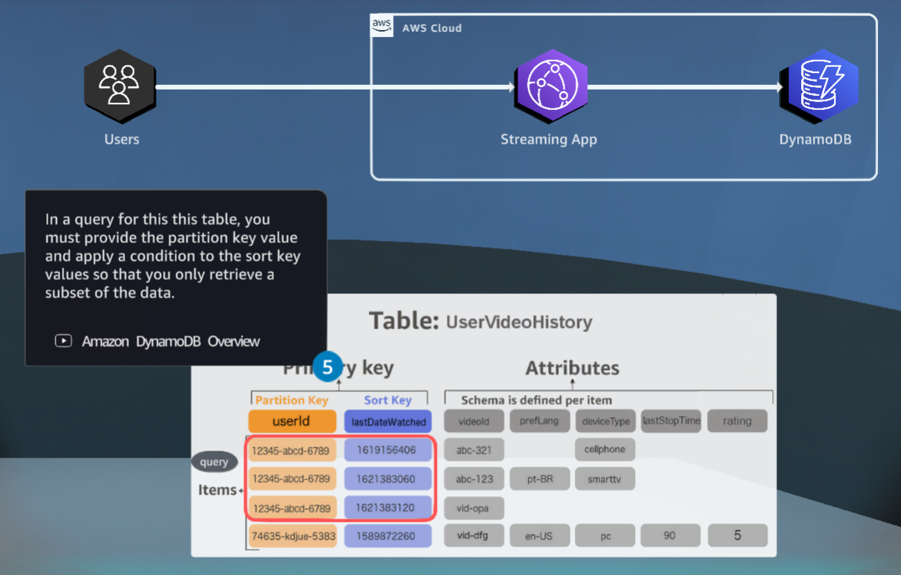 aws
AWS Cloud
Users
Streaming App
DynamoDB
In a query for this this table, you
must provide the partition key value
and apply a condition to the sort key
values so that you only retrieve a
subset of the data.
Amazon DynamoDB Overview
Table: UserVideoHistory
5
key
Attributes
Partition Key
Sort Key
Schema is defined per item
userId
lastDateWatched
videoId
prefLang
deviceType
lastStopTime
rating
12345-abcd-6789
1619156406
abc-321
cellphone
query
12345-abcd-6789
1621383060
abc-123
pt-BR
smarttv
Items
12345-abcd-6789
1621383120
vid-opa
74635-kdjue-5383
1589872260
vid-dfg
en-US
pc
90
5